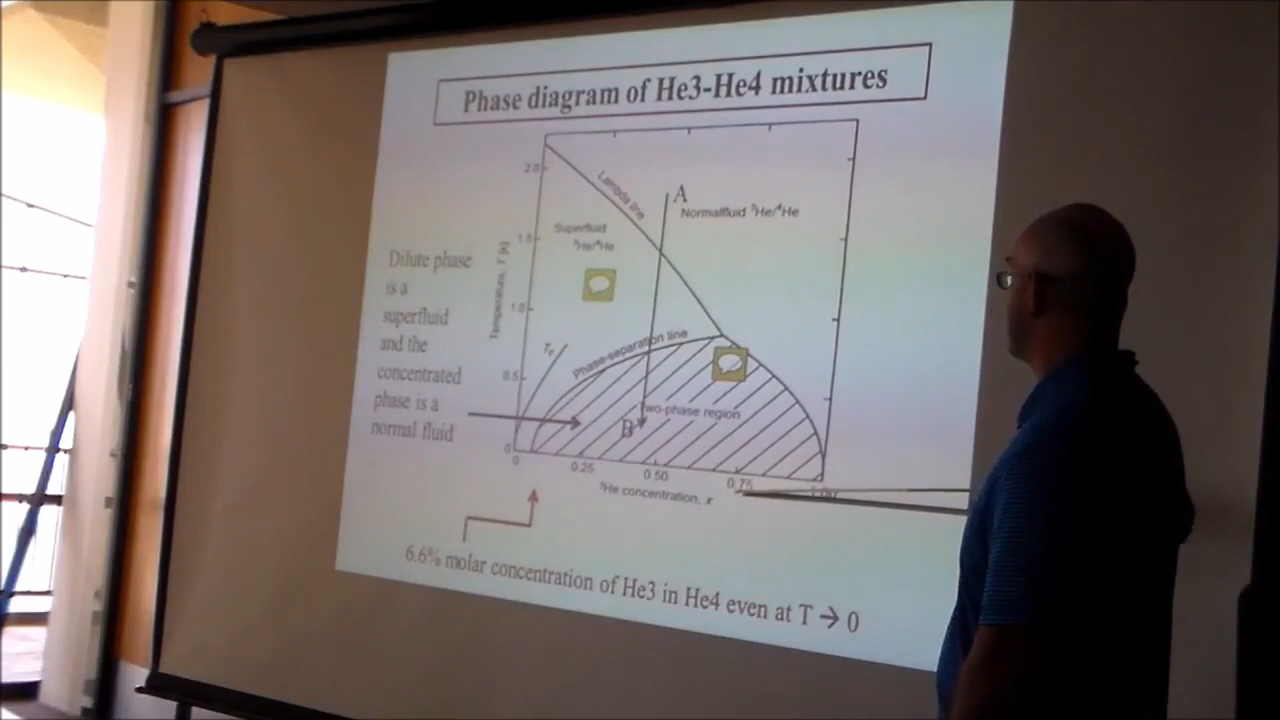 Phase diagram of He3-He4 mixtures
2.0
1.5
1.0
0.5
0
Temperature, T [K]
Lambda line
A
Normalfluid ³He/⁴He
Superfluid
³He/⁴He
T_F
Phase-separation line
wo-phase region
B
0
0.25
0.50
0.75
³He concentration, x
Dilute phase
is a
superfluid
and the
concentrated
phase is a
normal fluid
6.6% molar concentration of He3 in He4 even at T → 0